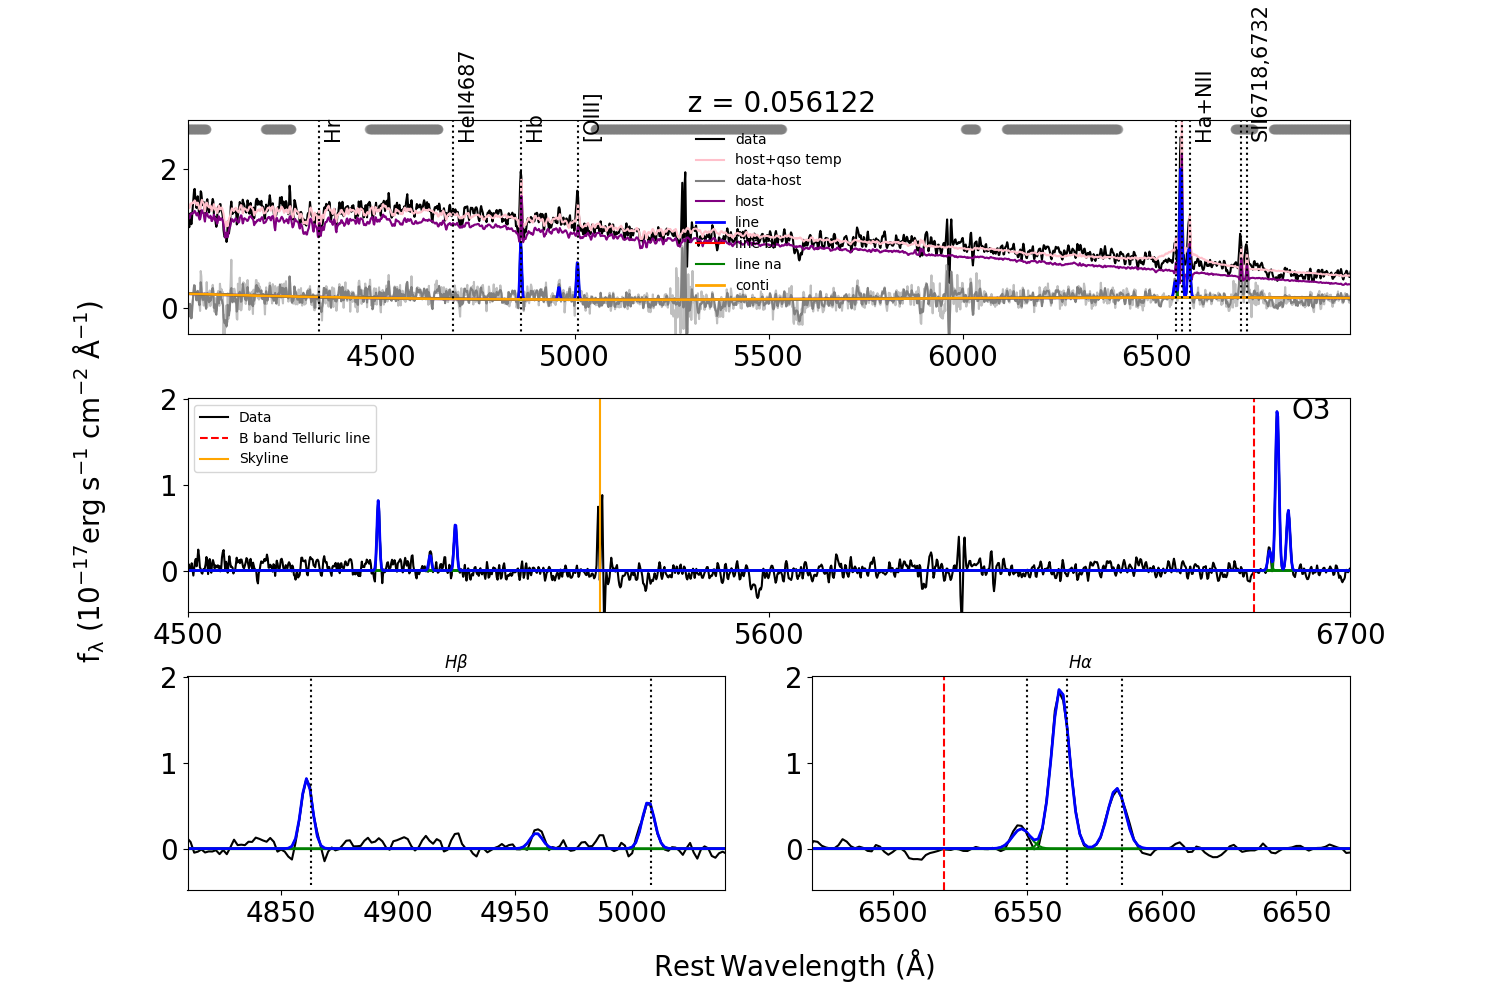 z = 0.056122
Hr
HeII4687
Hb
[OIII]
Ha+NII
SII6718,6732
data
host+qso temp
data-host
host
line
line na
conti
2
0
4500 5000 5500 6000 6500
f_λ (10^−17 erg s^−1 cm^−2 Å^−1)
Data
B band Telluric line
Skyline
O3
2
1
0
4500 5600 6700
Hβ
2
1
0
4850 4900 4950 5000
Hα
2
1
0
6500 6550 6600 6650
Rest Wavelength (Å)